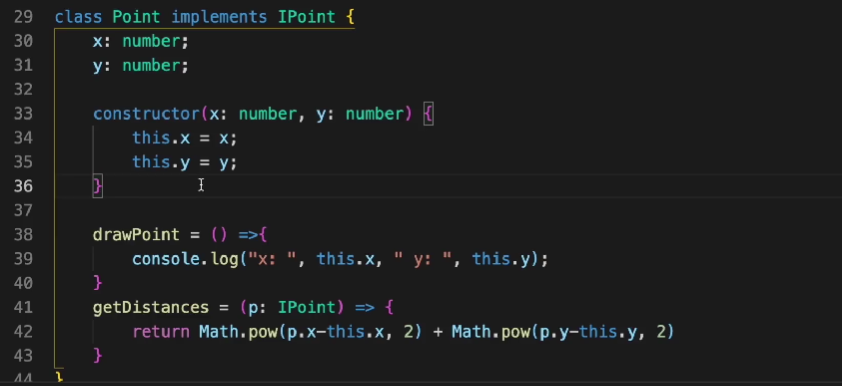 29 class Point implements IPoint {
30 x: number;
31 y: number;
32
33 constructor(x: number, y: number) {
34 this.x = x;
35 this.y = y;
36 }
37
38 drawPoint = () =>{
39 console.log("x: ", this.x, " y: ", this.y);
40 }
41 getDistances = (p: IPoint) => {
42 return Math.pow(p.x-this.x, 2) + Math.pow(p.y-this.y, 2)
43 }
44 }